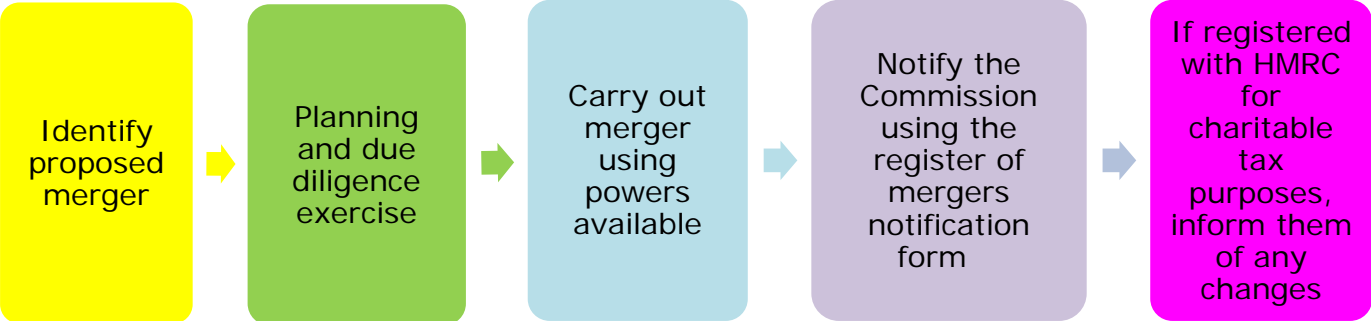 Identify
proposed
merger
Planning
and due
diligence
exercise
Carry out
merger
using
powers
available
Notify the
Commission
using the
register of
mergers
notification
form
If registered
with HMRC
for
charitable
tax
purposes,
inform them
of any
changes